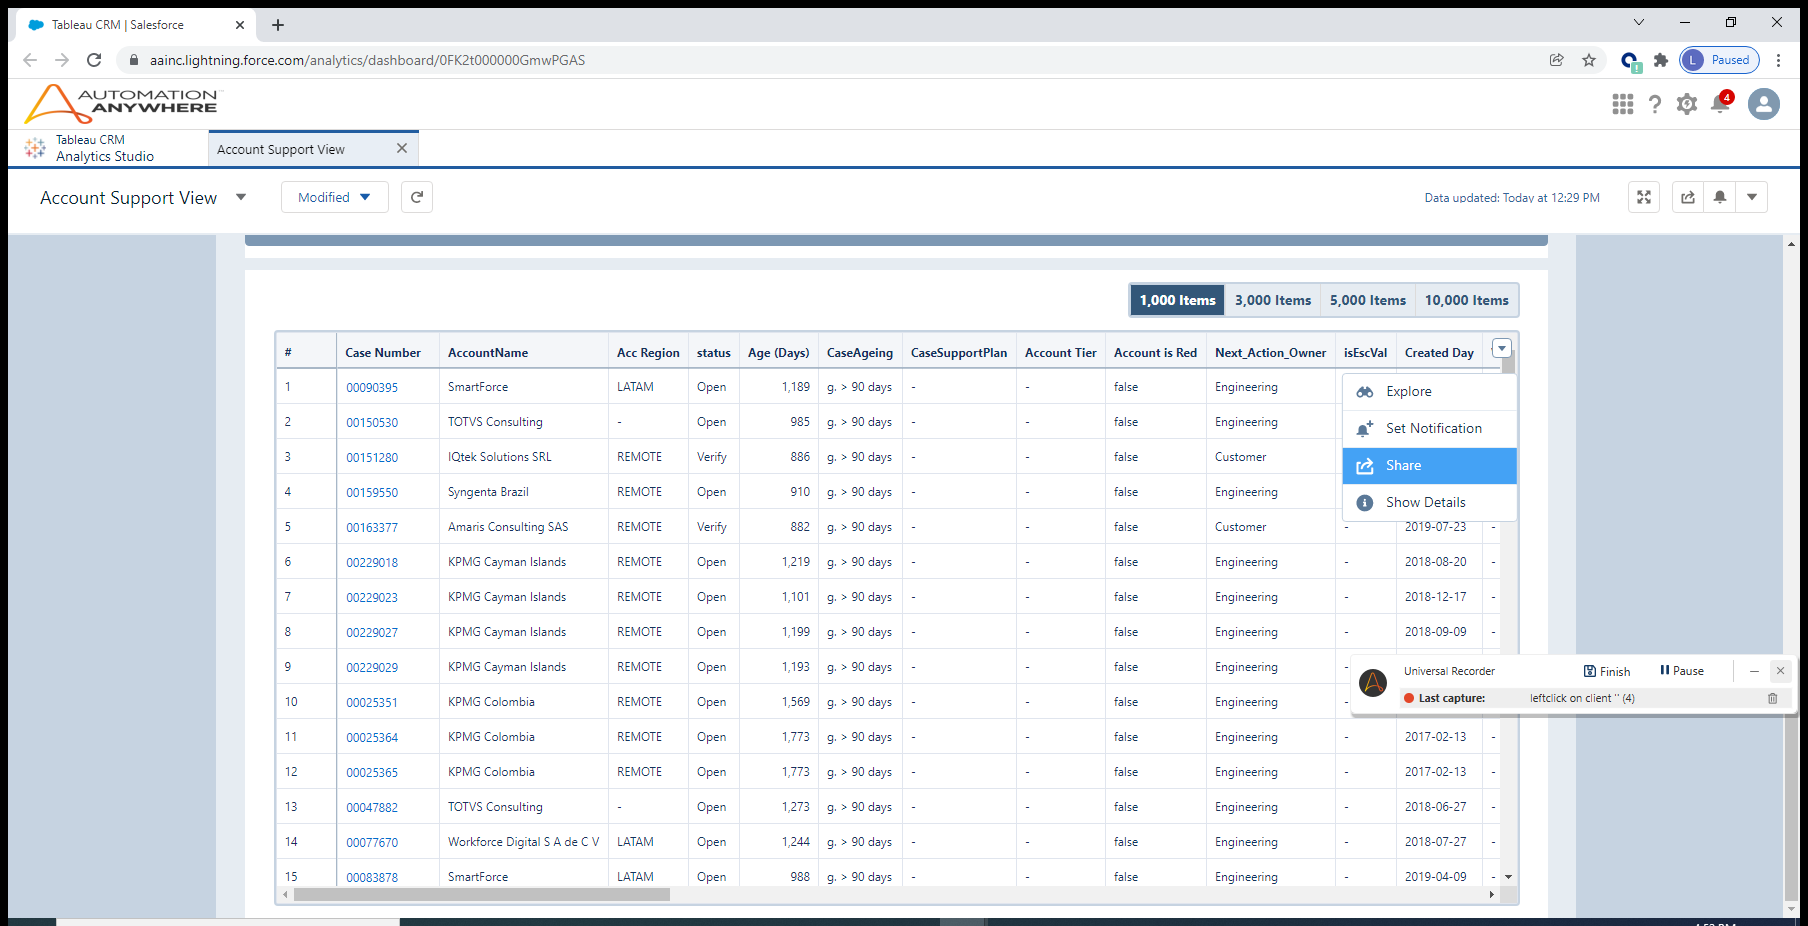 Tableau CRM | Salesforce
aainc.lightning.force.com/analytics/dashboard/0FK2t000000GmwPGAS
L Paused
AUTOMATION
ANYWHERE
4
Tableau CRM
Analytics Studio
Account Support View
Account Support View
Modified
Data updated: Today at 12:29 PM
1,000 Items 3,000 Items 5,000 Items 10,000 Items
# Case Number AccountName Acc Region status Age (Days) CaseAgeing CaseSupportPlan Account Tier Account is Red Next_Action_Owner isEscVal Created Day
1 00090395 SmartForce LATAM Open 1,189 g. > 90 days - - false Engineering
2 00150530 TOTVS Consulting - Open 985 g. > 90 days - - false Engineering
3 00151280 IQtek Solutions SRL REMOTE Verify 886 g. > 90 days - - false Customer
4 00159550 Syngenta Brazil REMOTE Open 910 g. > 90 days - - false Engineering
5 00163377 Amaris Consulting SAS REMOTE Verify 882 g. > 90 days - - false Customer - 2019-07-23 -
6 00229018 KPMG Cayman Islands REMOTE Open 1,219 g. > 90 days - - false Engineering - 2018-08-20 -
7 00229023 KPMG Cayman Islands REMOTE Open 1,101 g. > 90 days - - false Engineering - 2018-12-17 -
8 00229027 KPMG Cayman Islands REMOTE Open 1,199 g. > 90 days - - false Engineering - 2018-09-09 -
9 00229029 KPMG Cayman Islands REMOTE Open 1,193 g. > 90 days - - false Engineering -
10 00025351 KPMG Colombia REMOTE Open 1,569 g. > 90 days - - false Engineering -
11 00025364 KPMG Colombia REMOTE Open 1,773 g. > 90 days - - false Engineering - 2017-02-13 -
12 00025365 KPMG Colombia REMOTE Open 1,773 g. > 90 days - - false Engineering - 2017-02-13 -
13 00047882 TOTVS Consulting - Open 1,273 g. > 90 days - - false Engineering - 2018-06-27 -
14 00077670 Workforce Digital S A de C V LATAM Open 1,244 g. > 90 days - - false Engineering - 2018-07-27 -
15 00083878 SmartForce LATAM Open 988 g. > 90 days - - false Engineering - 2019-04-09 -
Explore
Set Notification
Share
Show Details
Universal Recorder Finish Pause
Last capture: leftclick on client '' (4)